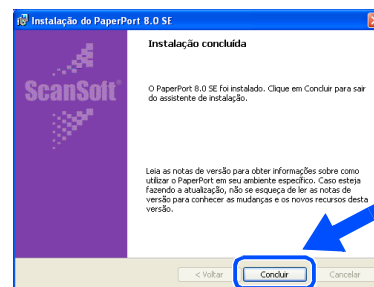 Instalação do PaperPort 8.0 SE
Instalação concluída
ScanSoft
O PaperPort 8.0 SE foi instalado. Clique em Concluir para sair
do assistente de instalação.
Leia as notas de versão para obter informações sobre como
utilizar o PaperPort em seu ambiente específico. Caso esteja
fazendo a atualização, não se esqueça de ler as notas de
versão para conhecer as mudanças e os novos recursos desta
versão.
< Voltar Concluir Cancelar